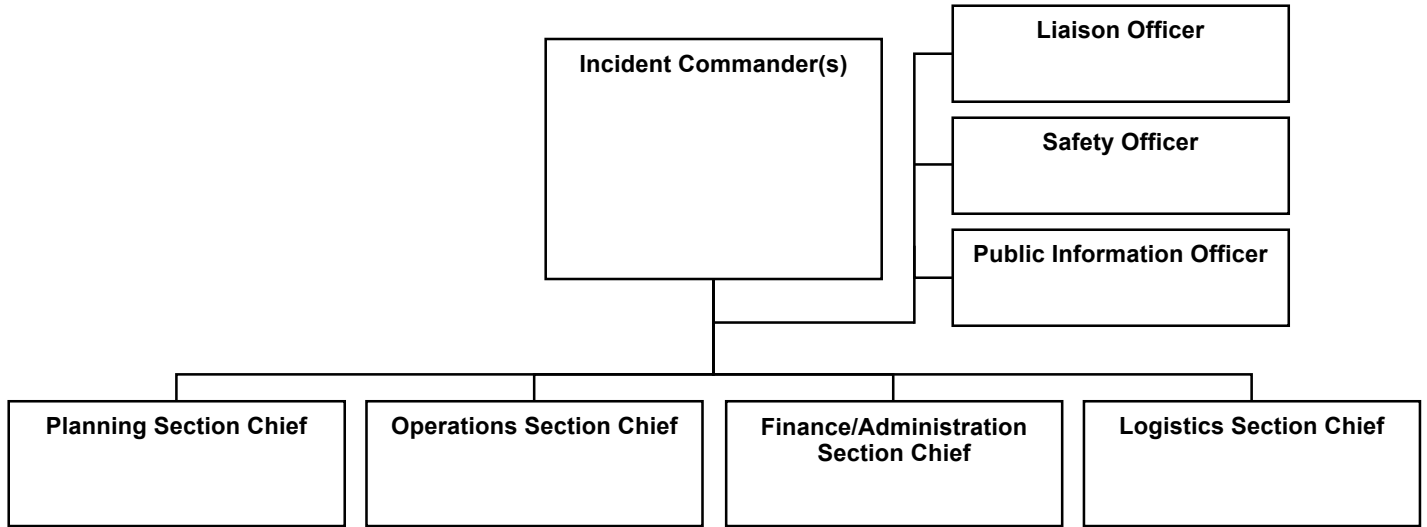 Liaison Officer
Incident Commander(s)
Safety Officer
Public Information Officer
Planning Section Chief
Operations Section Chief
Finance/Administration
Section Chief
Logistics Section Chief